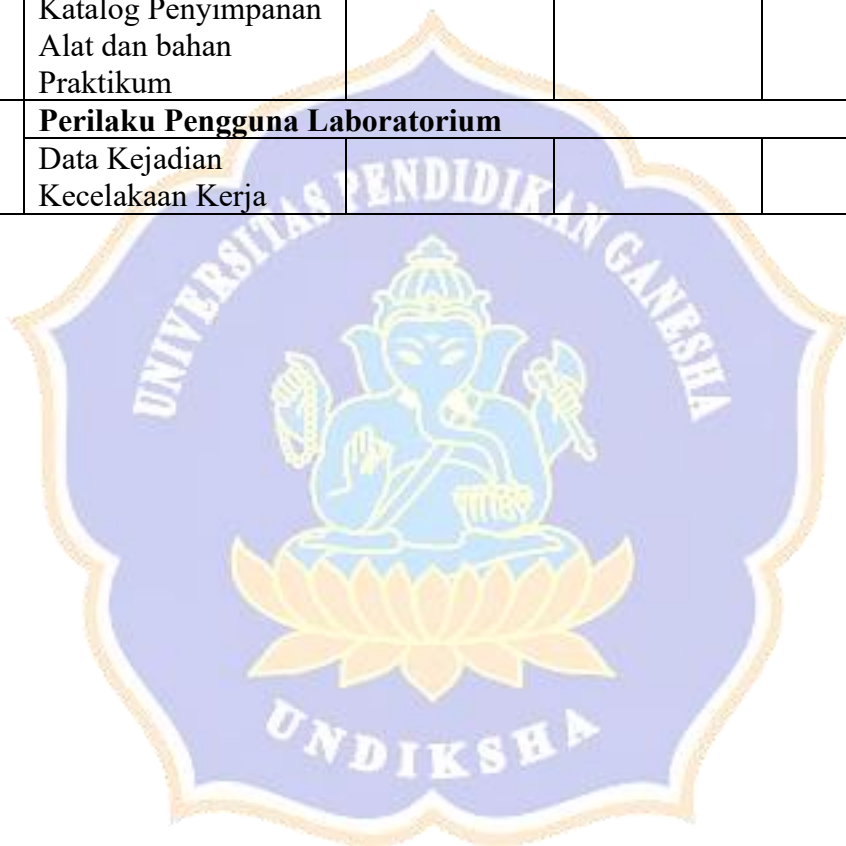 Katalog Penyimpanan
Alat dan bahan
Praktikum
Perilaku Pengguna Laboratorium
Data Kejadian
Kecelakaan Kerja
UNIVERSITAS PENDIDIKAN GANESHA
UNDIKSHA